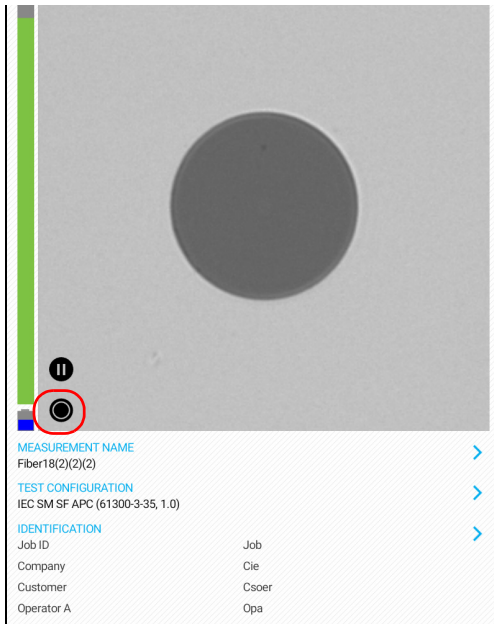 MEASUREMENT NAME
Fiber18(2)(2)(2)
TEST CONFIGURATION
IEC SM SF APC (61300-3-35, 1.0)
IDENTIFICATION
Job ID Job
Company Cie
Customer Csoer
Operator A Opa